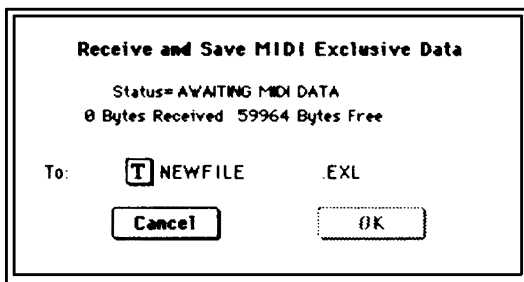 Receive and Save MIDI Exclusive Data
Status= AWAITING MIDI DATA
0 Bytes Received 59964 Bytes Free
To: T NEWFILE .EXL
Cancel OK